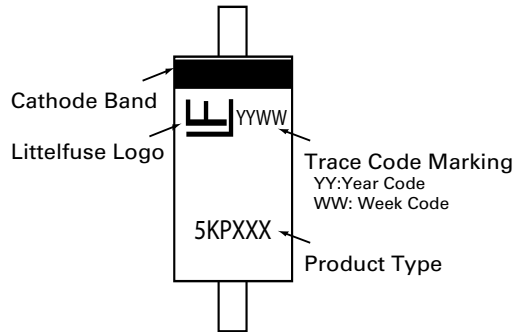 Cathode Band
YYWW
Littelfuse Logo
Trace Code Marking
YY:Year Code
WW: Week Code
5KPXXX
Product Type